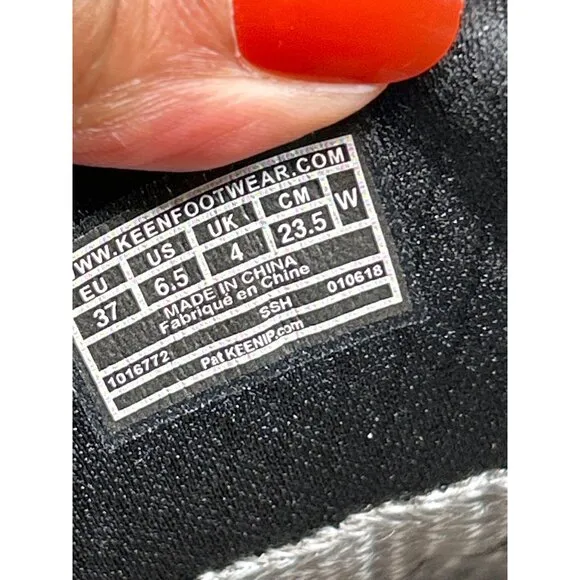 WW.KEENFOOTWEAR.COM
EU US UK CM W
37 6.5 4 23.5
MADE IN CHINA
Fabriqué en Chine
1016772 SSH 010618
Pat KEENIP.com